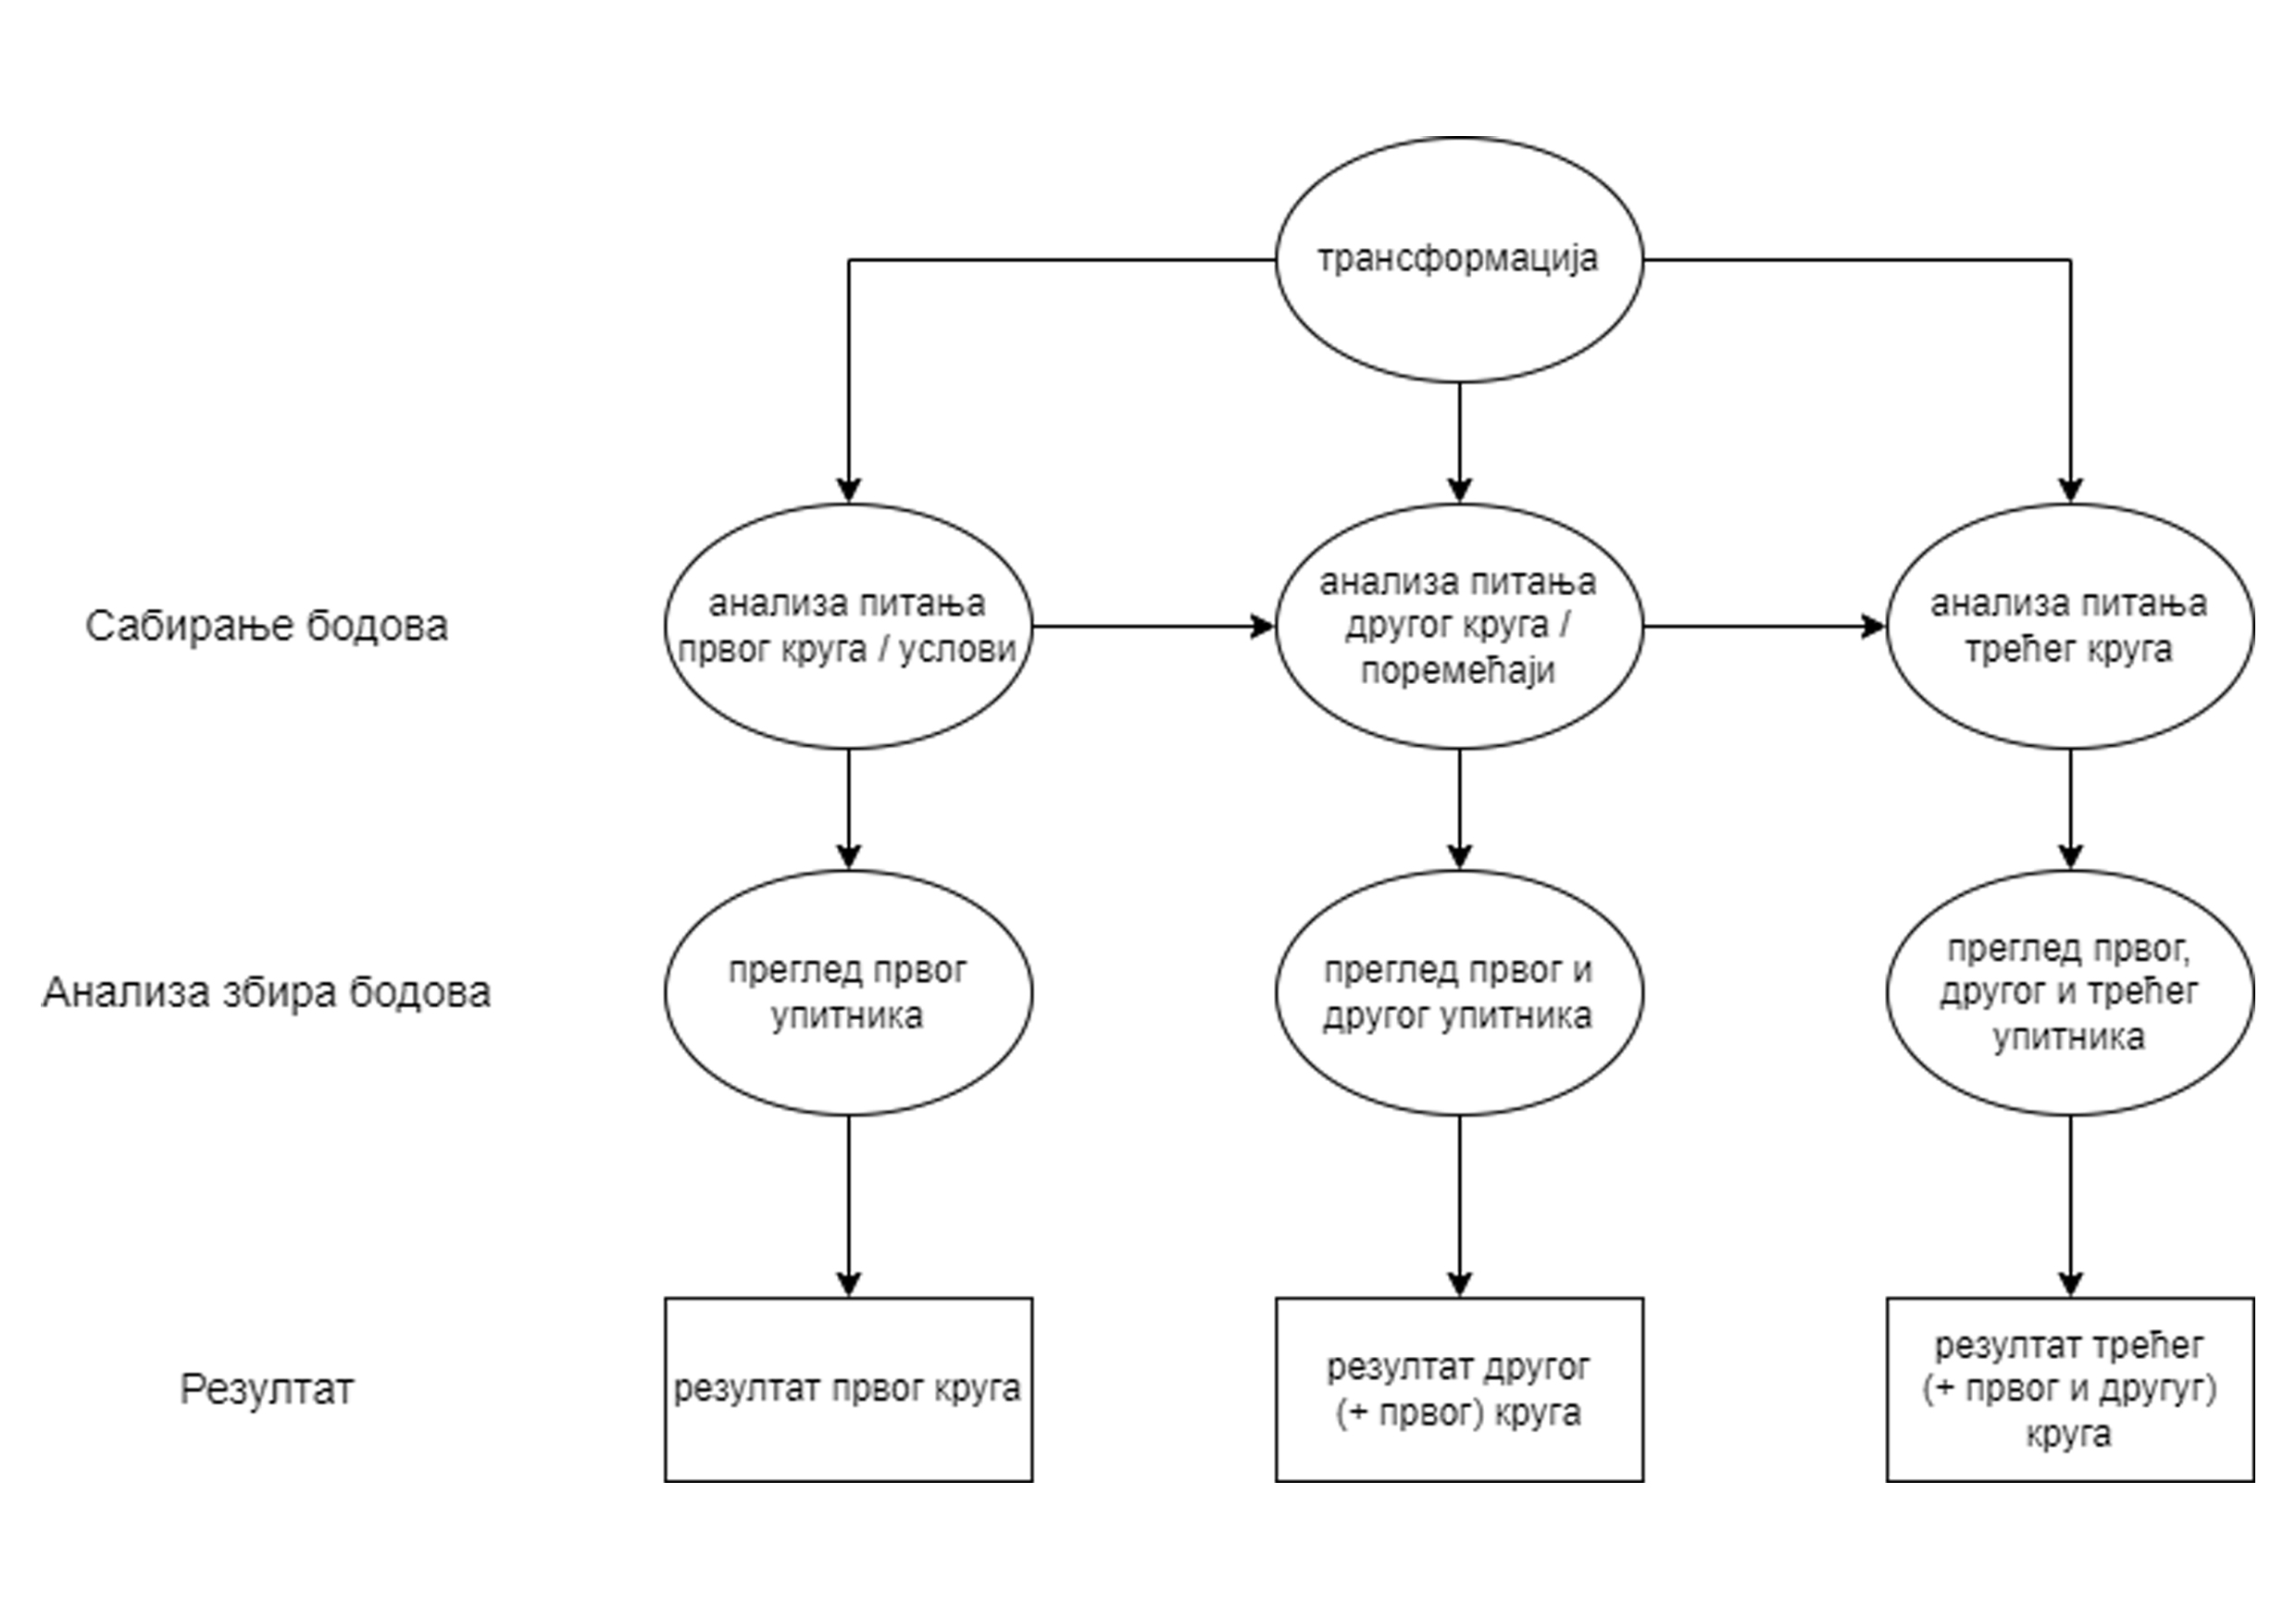 трансформација
Сабирање бодова
анализа питања
првог круга / услови
анализа питања
другог круга /
поремећаји
анализа питања
трећег круга
Анализа збира бодова
преглед првог
упитника
преглед првог и
другог упитника
преглед првог,
другог и трећег
упитника
Резултат
резултат првог круга
резултат другог
(+ првог) круга
резултат трећег
(+ првог и другуг)
круга